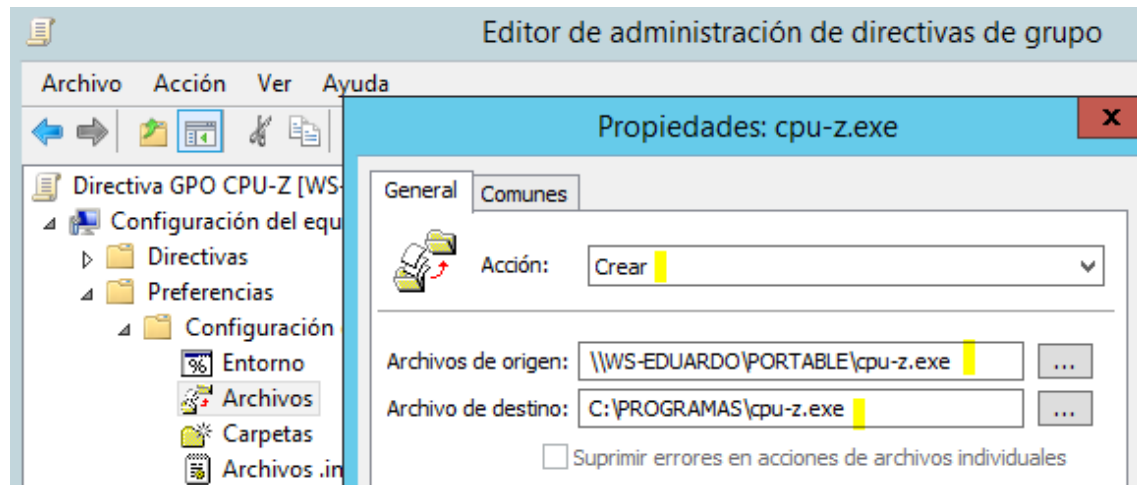 Editor de administración de directivas de grupo
Archivo Acción Ver Ayuda
Propiedades: cpu-z.exe
x
Directiva GPO CPU-Z [WS-
Configuración del equ
Directivas
Preferencias
Configuración
Entorno
Archivos
Carpetas
Archivos .in
General Comunes
Acción: Crear
Archivos de origen: \\WS-EDUARDO\PORTABLE\cpu-z.exe ...
Archivo de destino: C:\PROGRAMAS\cpu-z.exe ...
Suprimir errores en acciones de archivos individuales